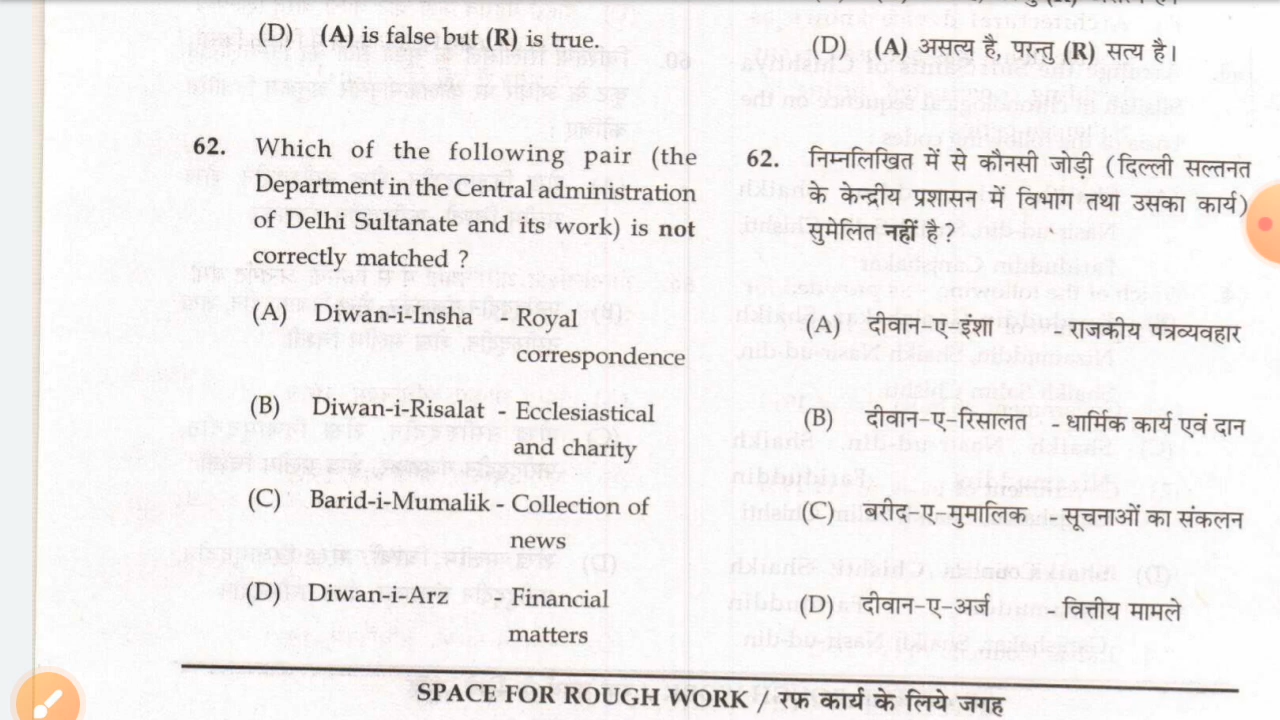 (D) (A) is false but (R) is true.
62. Which of the following pair (the
Department in the Central administration
of Delhi Sultanate and its work) is not
correctly matched ?
(A) Diwan-i-Insha - Royal
correspondence
(B) Diwan-i-Risalat - Ecclesiastical
and charity
(C) Barid-i-Mumalik - Collection of
news
(D) Diwan-i-Arz - Financial
matters
(D) (A) असत्य है, परन्तु (R) सत्य है।
62. निम्नलिखित में से कौनसी जोड़ी (दिल्ली सल्तनत
के केन्द्रीय प्रशासन में विभाग तथा उसका कार्य)
सुमेलित नहीं है?
(A) दीवान-ए-इंशा - राजकीय पत्रव्यवहार
(B) दीवान-ए-रिसालत - धार्मिक कार्य एवं दान
(C) बरीद-ए-मुमालिक - सूचनाओं का संकलन
(D) दीवान-ए-अर्ज - वित्तीय मामले
SPACE FOR ROUGH WORK / रफ कार्य के लिये जगह